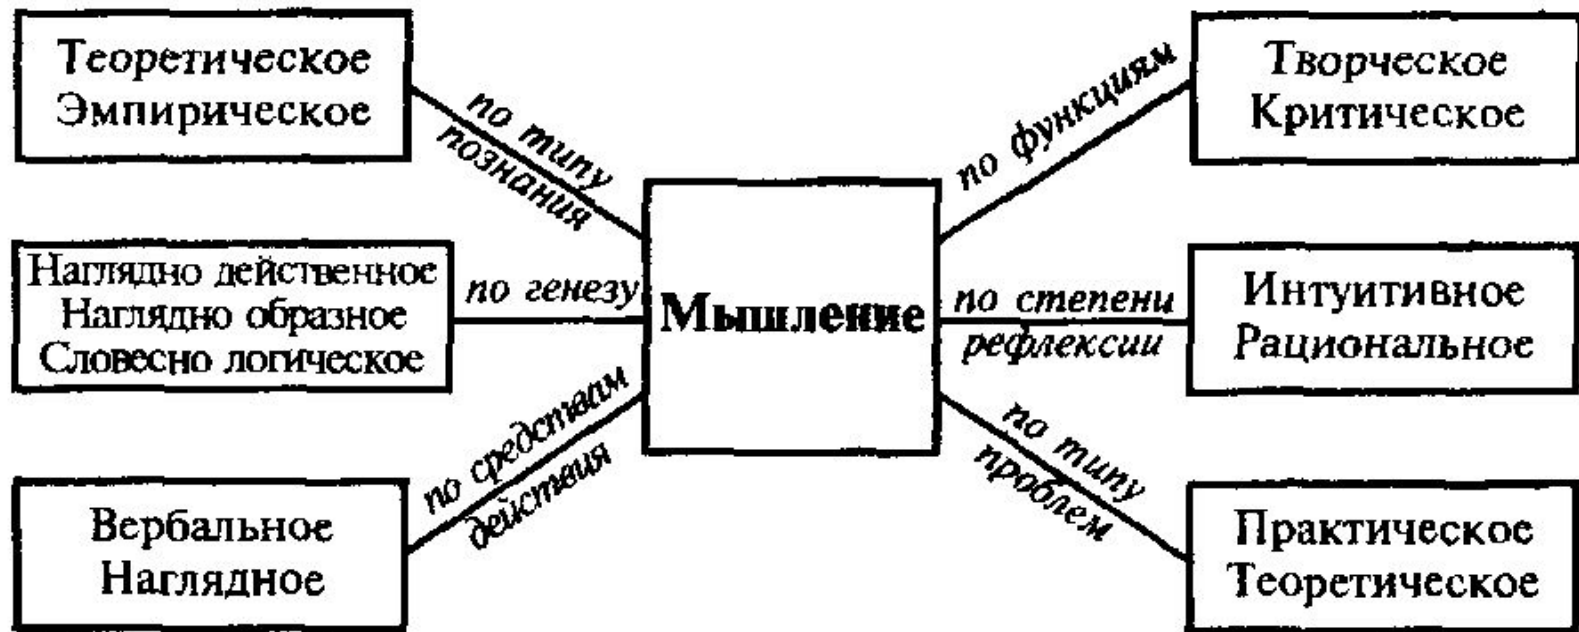 Теоретическое
Эмпирическое
по типу
познания
Наглядно действенное
Наглядно образное
Словесно логическое
по генезу
Вербальное
Наглядное
по средствам
действия
Мышление
по функциям
Творческое
Критическое
по степени
рефлексии
Интуитивное
Рациональное
по типу
проблем
Практическое
Теоретическое